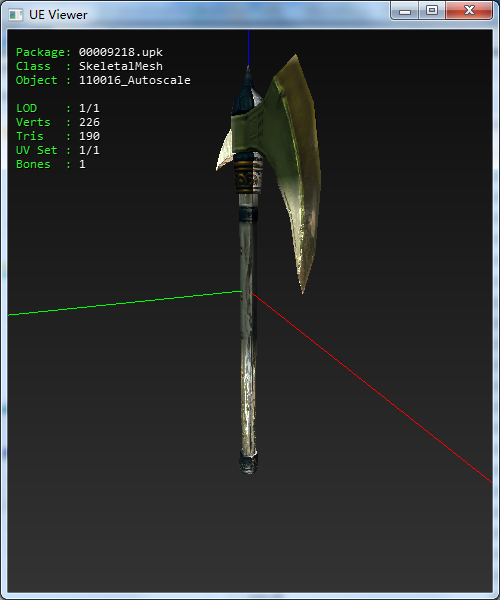 UE Viewer
Package: 00009218.upk
Class  : SkeletalMesh
Object : 110016_Autoscale
LOD    : 1/1
Verts  : 226
Tris   : 190
UV Set : 1/1
Bones  : 1